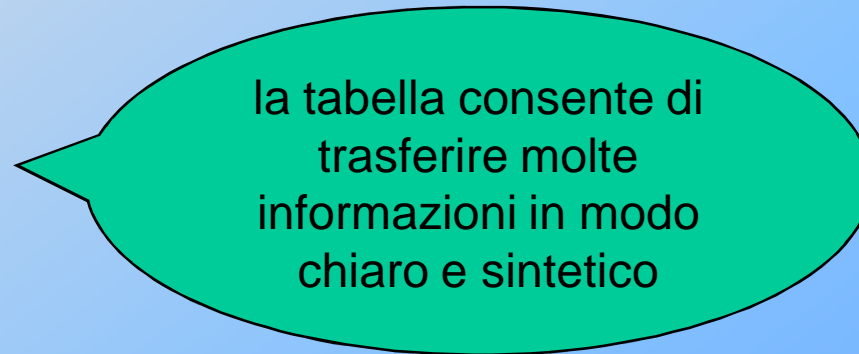 la tabella consente di
trasferire molte
informazioni in modo
chiaro e sintetico